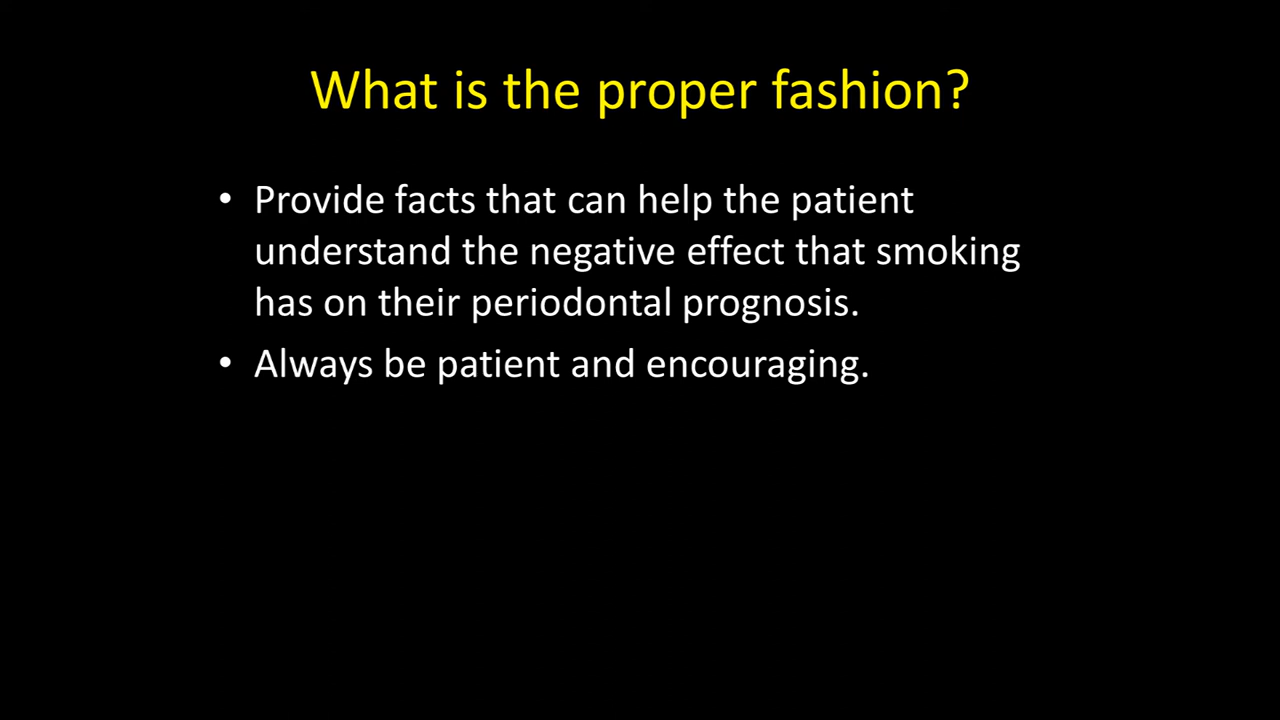 What is the proper fashion?
• Provide facts that can help the patient
understand the negative effect that smoking
has on their periodontal prognosis.
• Always be patient and encouraging.